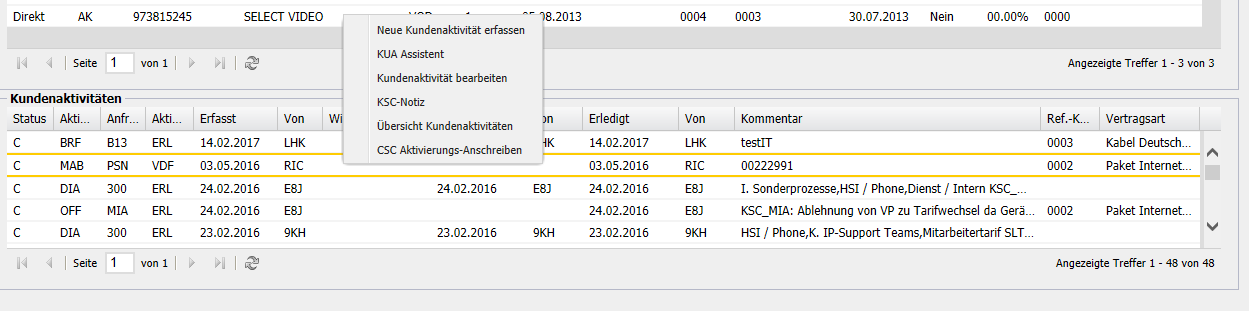 Direkt AK 973815245 SELECT VIDEO 05.08.2013 0004 0003 30.07.2013 Nein 00.00% 0000
Neue Kundenaktivität erfassen
KUA Assistent
Kundenaktivität bearbeiten
KSC-Notiz
Übersicht Kundenaktivitäten
CSC Aktivierungs-Anschreiben
Seite 1 von 1 Angezeigte Treffer 1 - 3 von 3
Kundenaktivitäten
Status Akti... Anfr... Akti... Erfasst Von Wi Erledigt Von Kommentar Ref.-K... Vertragsart
C BRF B13 ERL 14.02.2017 LHK HK 14.02.2017 LHK testIT 0003 Kabel Deutsch...
C MAB PSN VDF 03.05.2016 RIC 03.05.2016 RIC 00222991 0002 Paket Internet...
C DIA 300 ERL 24.02.2016 E8J 24.02.2016 E8J 24.02.2016 E8J I. Sonderprozesse,HSI / Phone,Dienst / Intern KSC_...
C OFF MIA ERL 24.02.2016 E8J 24.02.2016 E8J KSC_MIA: Ablehnung von VP zu Tarifwechsel da Gerä... 0002 Paket Internet...
C DIA 300 ERL 23.02.2016 9KH 23.02.2016 9KH 23.02.2016 9KH HSI / Phone,K. IP-Support Teams,Mitarbeitertarif SLT...
Seite 1 von 1 Angezeigte Treffer 1 - 48 von 48